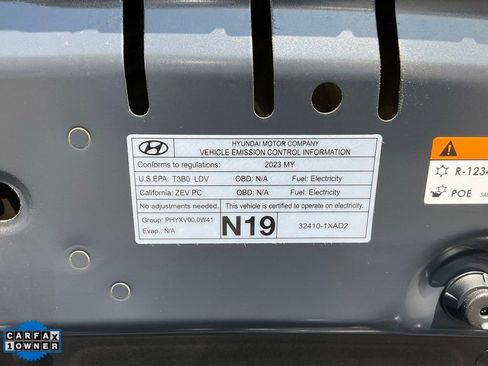 HYUNDAI MOTOR COMPANY
VEHICLE EMISSION CONTROL INFORMATION
Conforms to regulations: 2023 MY
U.S.EPA: T3B0 LDV OBD: N/A Fuel: Electricity
California: ZEV PC OBD: N/A Fuel: Electricity
No adjustments needed. This vehicle is certified to operate on electricity.
Group: PHYXV00.0W41
Evap.: N/A
N19
32410-1XAD2
R-1234
POE
CARFAX
1 OWNER